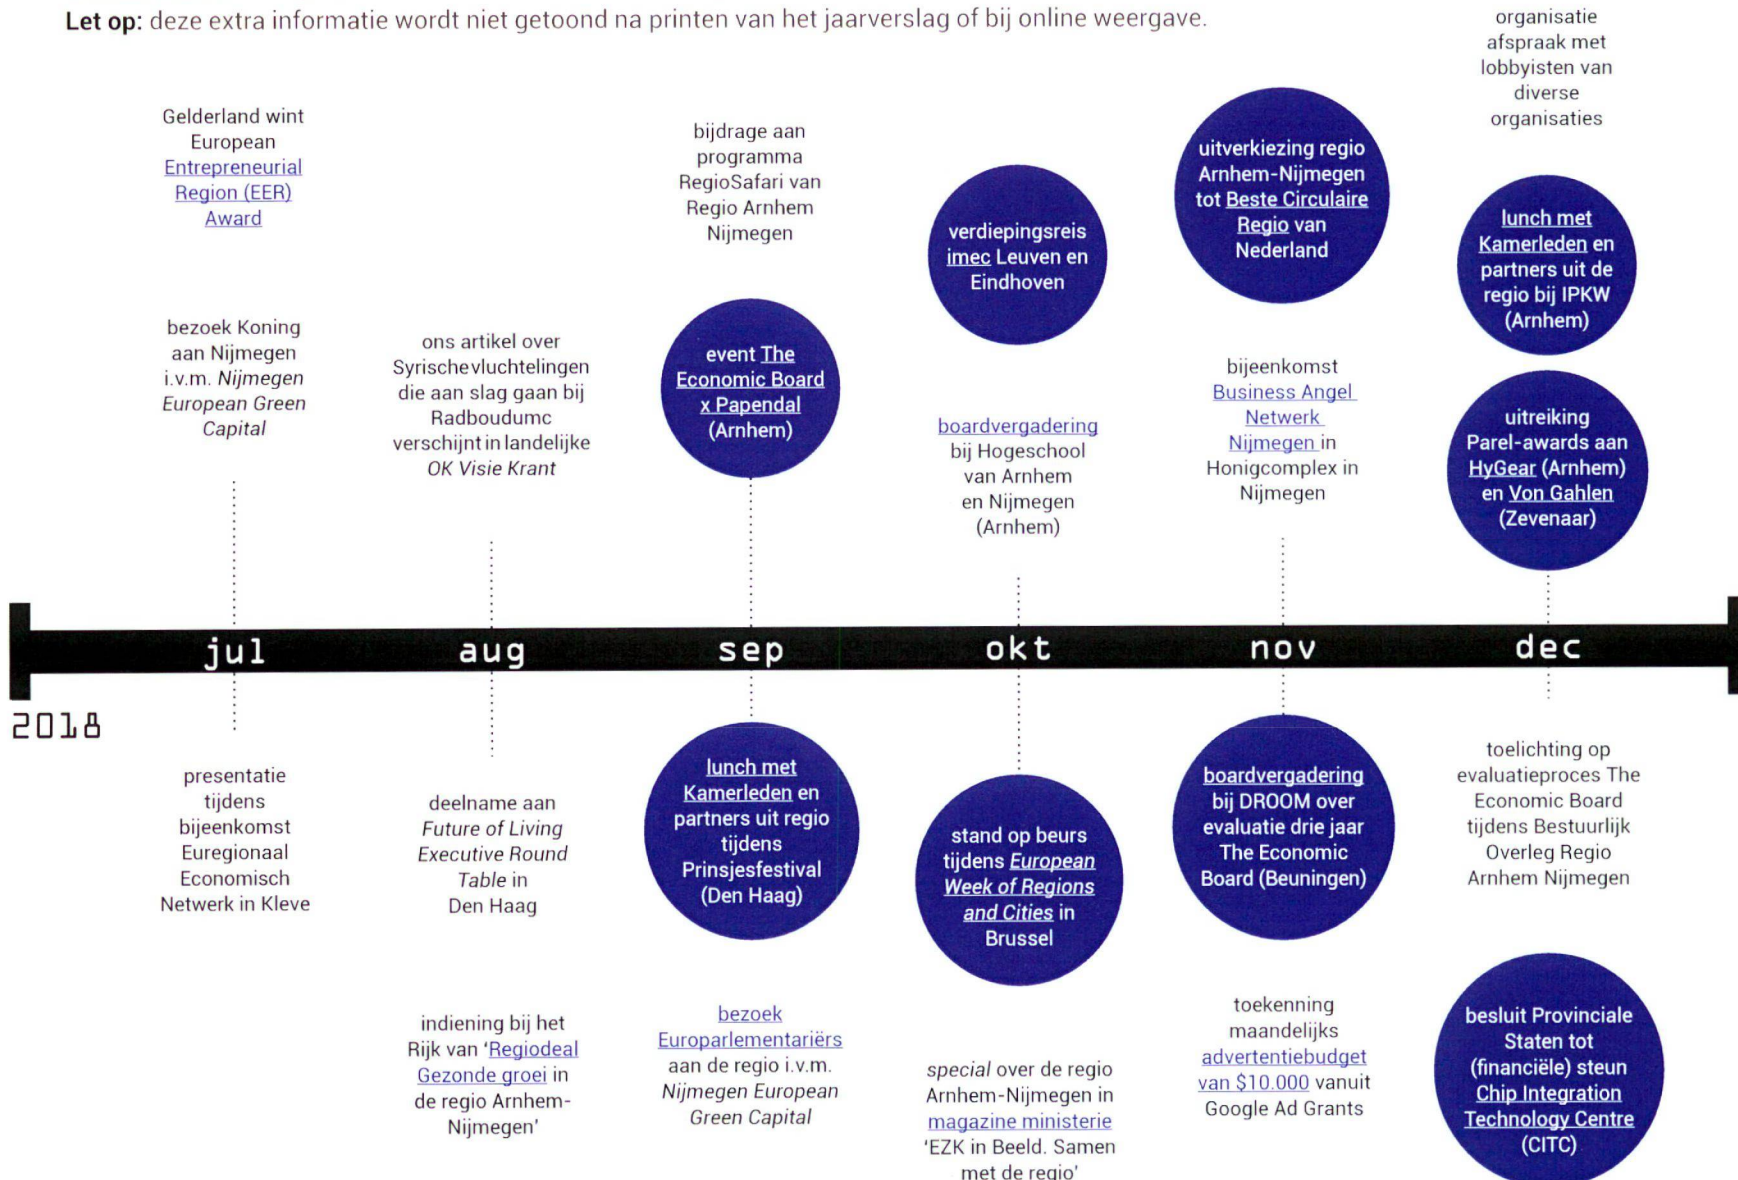 Let op: deze extra informatie wordt niet getoond na printen van het jaarverslag of bij online weergave.
Gelderland wint
European
Entrepreneurial
Region (EER)
Award
bezoek Koning
aan Nijmegen
i.v.m. Nijmegen
European Green
Capital
ons artikel over
Syrische vluchtelingen
die aan slag gaan bij
Radboudumc
verschijnt in landelijke
OK Visie Krant
bijdrage aan
programma
RegioSafari van
Regio Arnhem
Nijmegen
event The
Economic Board
x Papendal
(Arnhem)
verdiepingsreis
imec Leuven en
Eindhoven
boardvergadering
bij Hogeschool
van Arnhem
en Nijmegen
(Arnhem)
uitverkiezing regio
Arnhem-Nijmegen
tot Beste Circulaire
Regio van
Nederland
bijeenkomst
Business Angel
Netwerk
Nijmegen in
Honigcomplex in
Nijmegen
organisatie
afspraak met
lobbyisten van
diverse
organisaties
lunch met
Kamerleden en
partners uit de
regio bij IPKW
(Arnhem)
uitreiking
Parel-awards aan
HyGear (Arnhem)
en Von Gahlen
(Zevenaar)
jul aug sep okt nov dec
2018
presentatie
tijdens
bijeenkomst
Euregionaal
Economisch
Netwerk in Kleve
deelname aan
Future of Living
Executive Round
Table in
Den Haag
indiening bij het
Rijk van ‘Regiodeal
Gezonde groei in
de regio Arnhem-
Nijmegen’
lunch met
Kamerleden en
partners uit regio
tijdens
Prinsjesfestival
(Den Haag)
bezoek
Europarlementariërs
aan de regio i.v.m.
Nijmegen European
Green Capital
stand op beurs
tijdens European
Week of Regions
and Cities in
Brussel
special over de regio
Arnhem-Nijmegen in
magazine ministerie
‘EZK in Beeld. Samen
met de regio’
boardvergadering
bij DROOM over
evaluatie drie jaar
The Economic
Board (Beuningen)
toekenning
maandelijks
advertentiebudget
van $10.000 vanuit
Google Ad Grants
toelichting op
evaluatieproces The
Economic Board
tijdens Bestuurlijk
Overleg Regio
Arnhem Nijmegen
besluit Provinciale
Staten tot
(financiële) steun
Chip Integration
Technology Centre
(CITC)